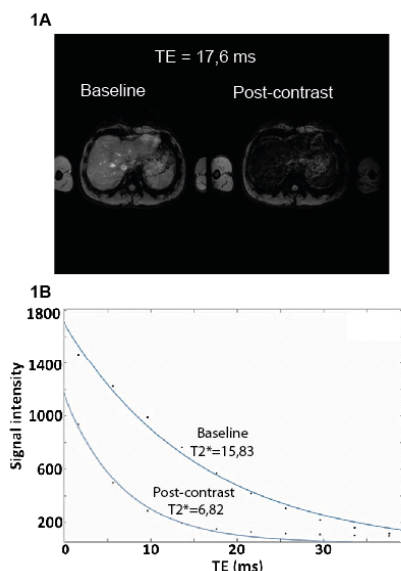 1A
TE = 17,6 ms
Baseline
Post-contrast
1B
1800
1400
1000
600
200
Signal intensity
Baseline
T2*=15,83
Post-contrast
T2*=6,82
0
10
20
30
TE (ms)